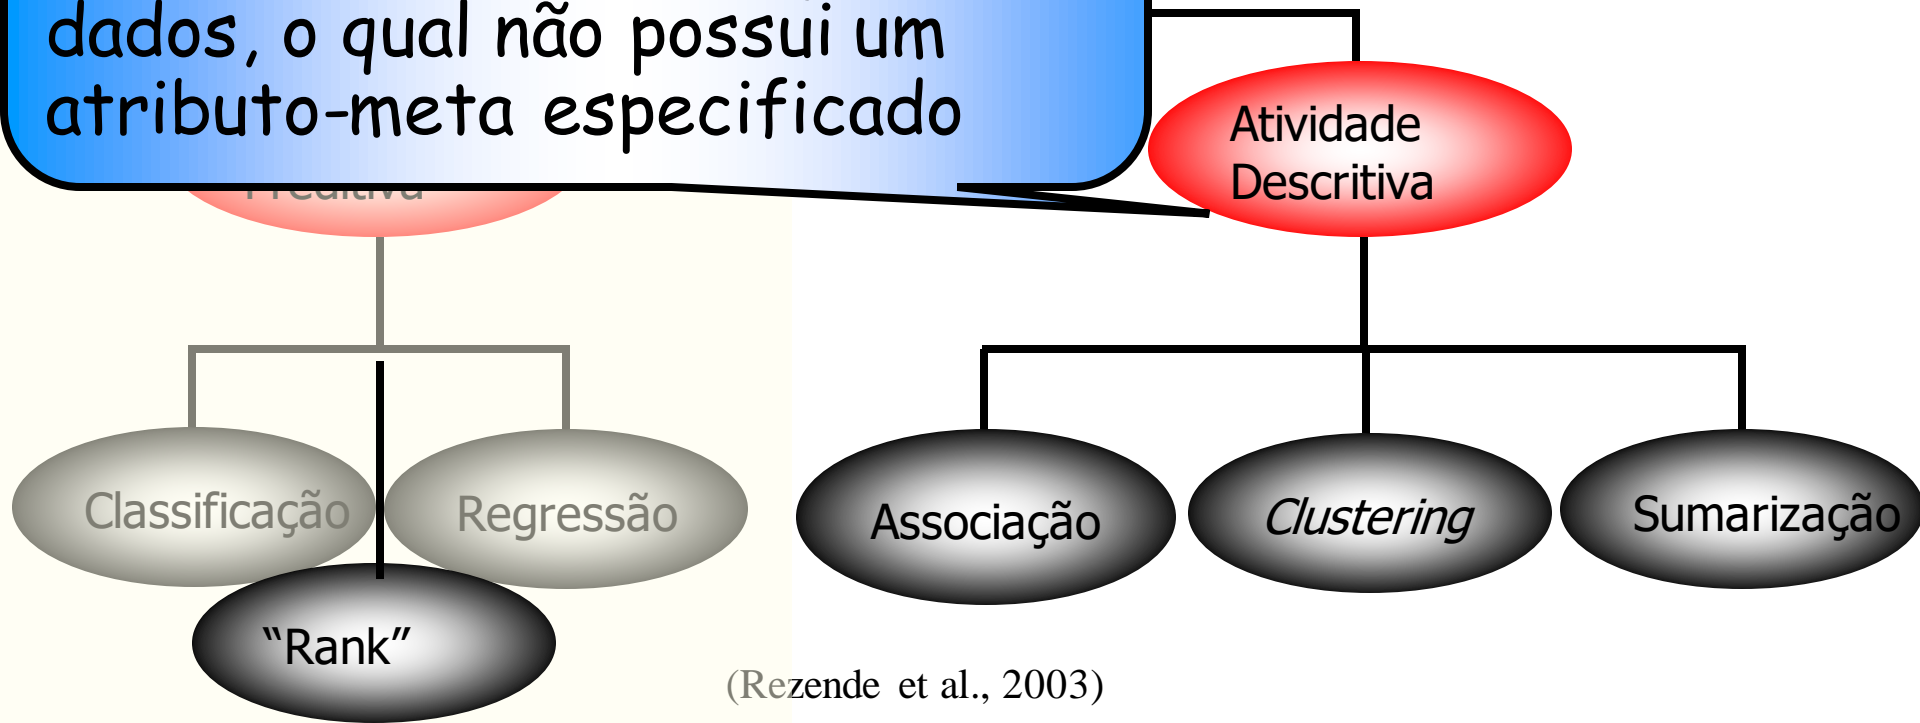 dados, o qual não possui um
atributo-meta especificado
Preditiva
Atividade
Descritiva
Classificação
Regressão
Associação
Clustering
Sumarização
“Rank”
(Rezende et al., 2003)